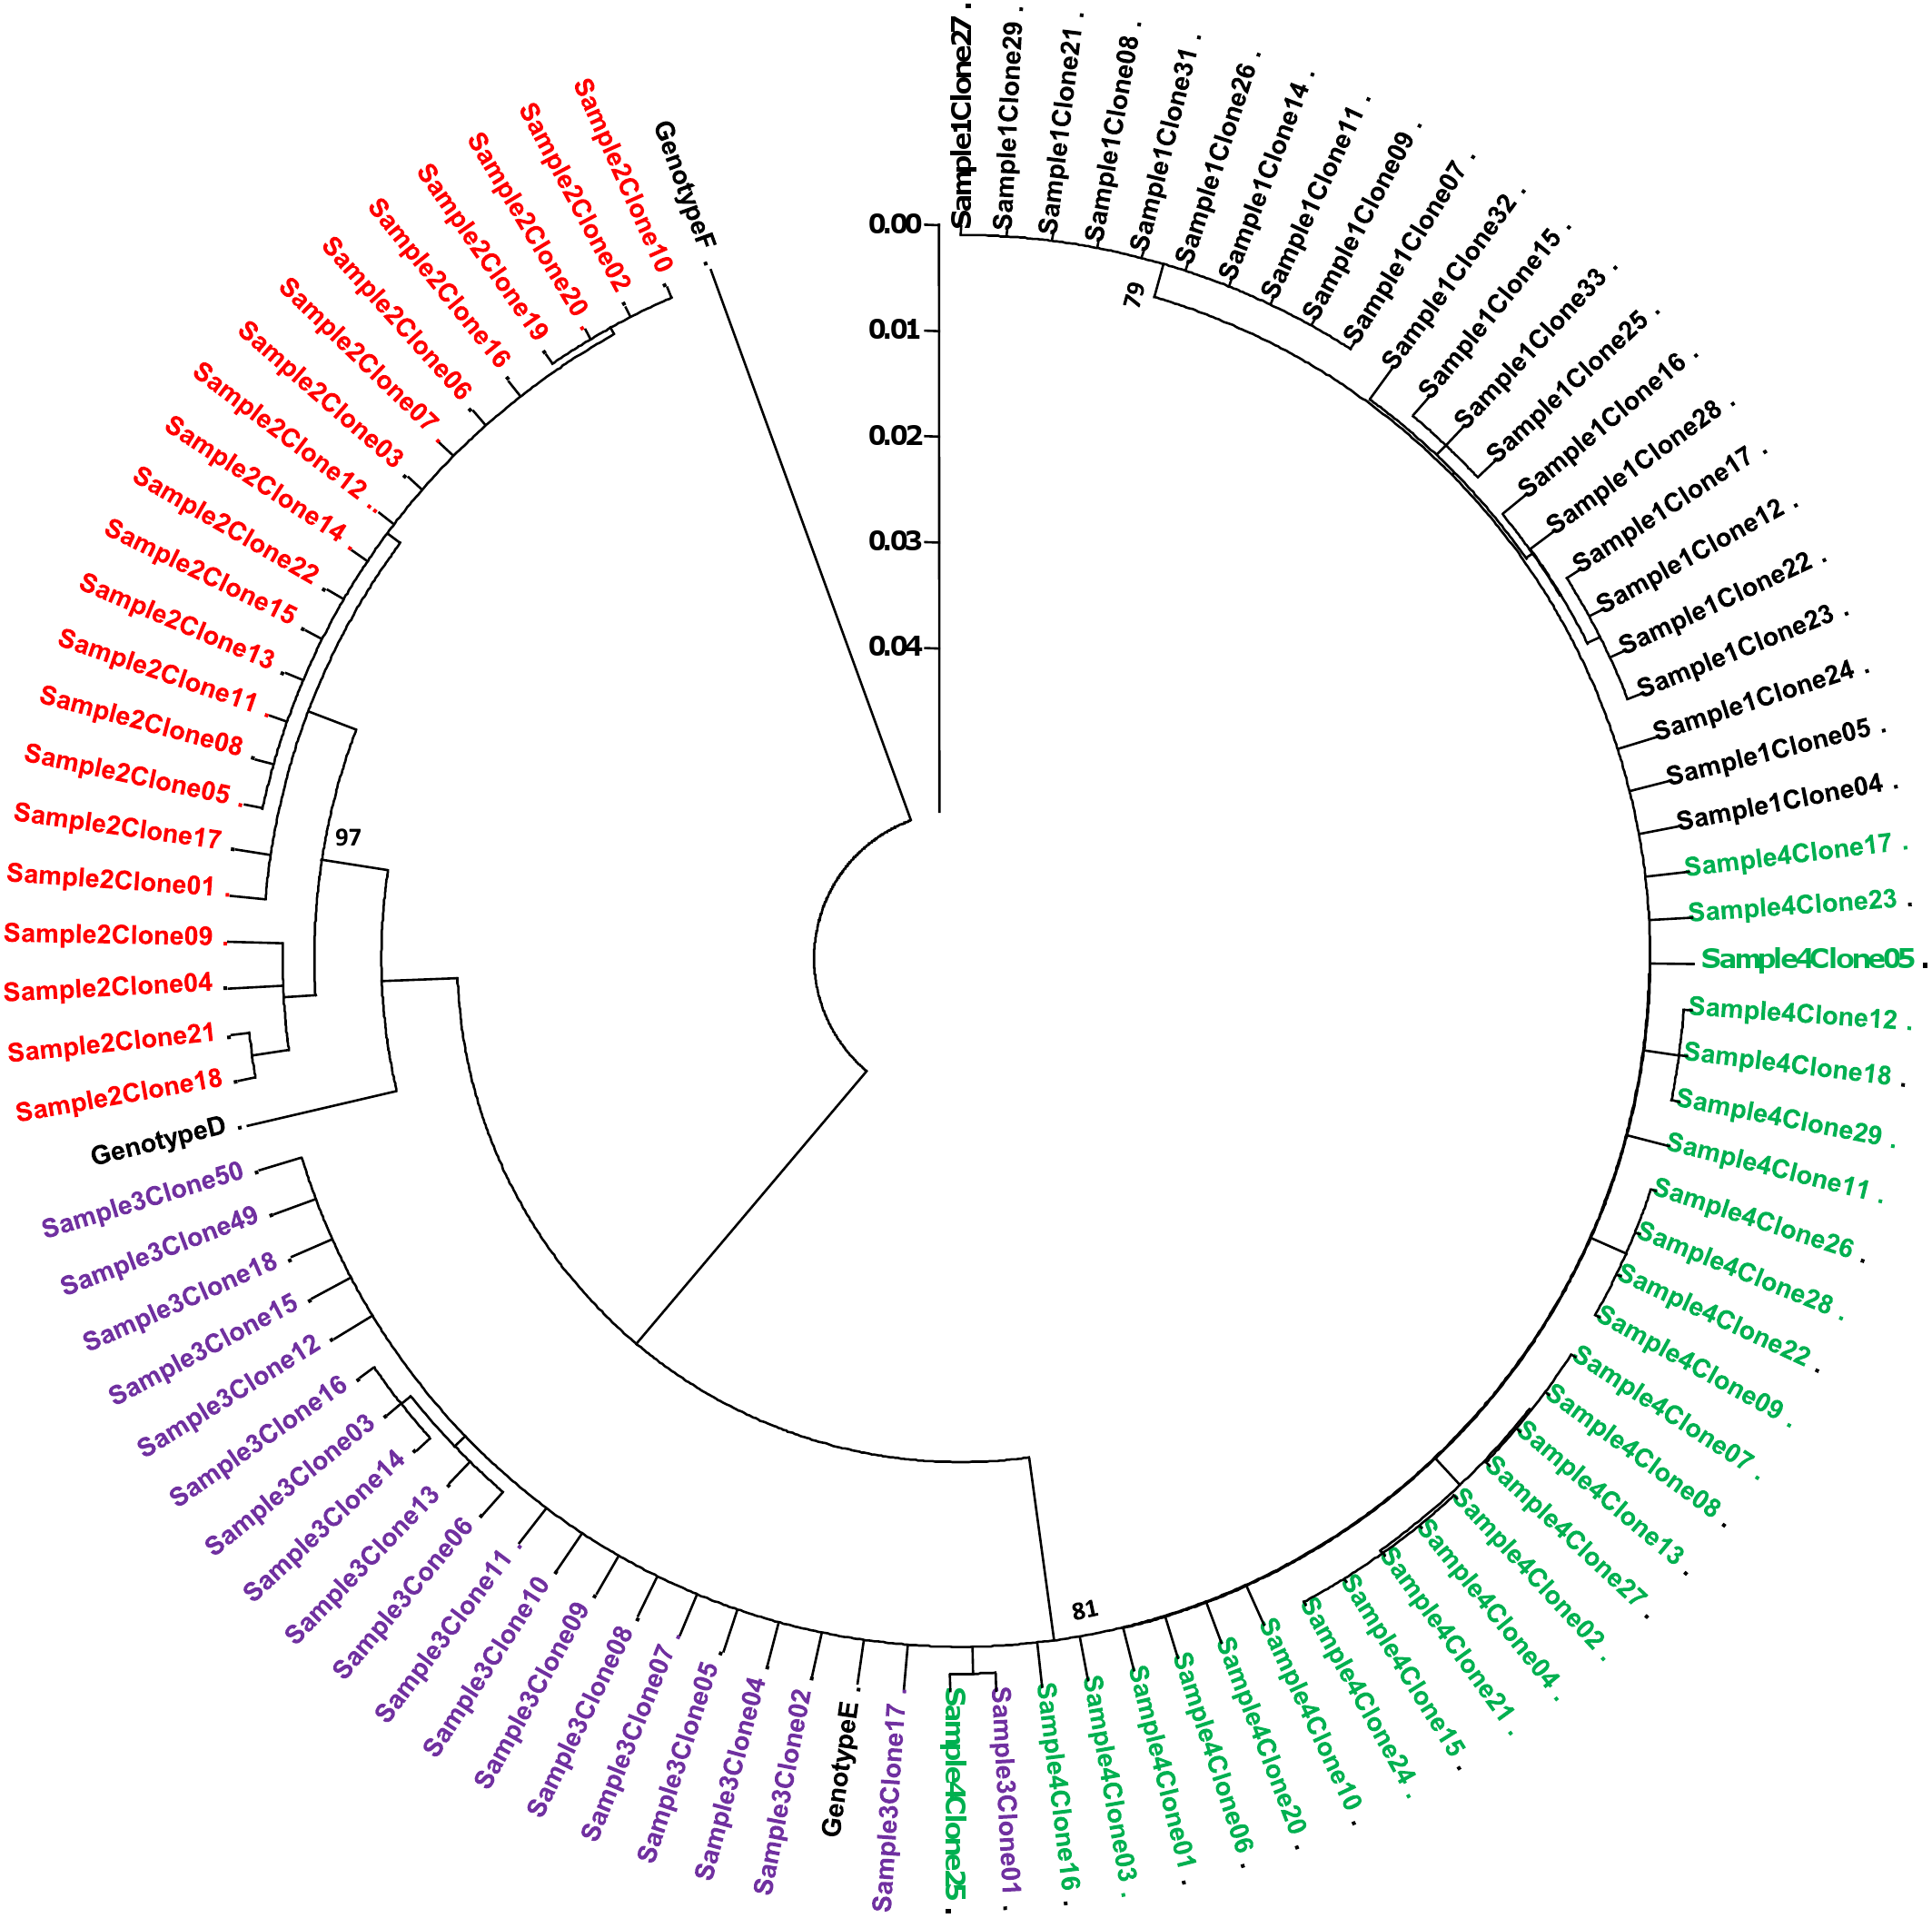 Sample1Clone27 .
Sample1Clone29 .
Sample1Clone21 .
Sample1Clone08 .
Sample1Clone31 .
Sample1Clone26 .
Sample1Clone14 .
Sample1Clone11 .
Sample1Clone09 .
Sample1Clone07 .
Sample1Clone32 .
Sample1Clone15 .
Sample1Clone33 .
Sample1Clone25 .
Sample1Clone16 .
Sample1Clone28 .
Sample1Clone17 .
Sample1Clone12 .
Sample1Clone22 .
Sample1Clone23 .
Sample1Clone24 .
Sample1Clone05 .
Sample1Clone04 .
Sample4Clone17 .
Sample4Clone23 .
Sample4Clone05 .
Sample4Clone12 .
Sample4Clone18 .
Sample4Clone29 .
Sample4Clone11 .
Sample4Clone26 .
Sample4Clone28 .
Sample4Clone22 .
Sample4Clone09 .
Sample4Clone07 .
Sample4Clone08 .
Sample4Clone13 .
Sample4Clone27 .
Sample4Clone02 .
Sample4Clone04 .
Sample4Clone21 .
Sample4Clone15 .
Sample4Clone24 .
Sample4Clone10 .
Sample4Clone20 .
Sample4Clone06 .
Sample4Clone01 .
Sample4Clone03 .
Sample4Clone16 .
Sample3Clone01 .
Sample4Clone25 .
Sample3Clone17
GenotypeE .
Sample3Clone02
Sample3Clone04
Sample3Clone05
Sample3Clone07
Sample3Clone08
Sample3Clone09
Sample3Clone10
Sample3Clone11
Sample3Cone06
Sample3Clone13
Sample3Clone14
Sample3Clone03
Sample3Clone16
Sample3Clone12
Sample3Clone15
Sample3Clone18
Sample3Clone49
Sample3Clone50
GenotypeD .
Sample2Clone18
Sample2Clone21
Sample2Clone04
Sample2Clone09
Sample2Clone01
Sample2Clone17
Sample2Clone05
Sample2Clone08
Sample2Clone11
Sample2Clone13
Sample2Clone15
Sample2Clone22
Sample2Clone14
Sample2Clone12 ..
Sample2Clone03
Sample2Clone07
Sample2Clone06
Sample2Clone16
Sample2Clone19
Sample2Clone20
Sample2Clone02
Sample2Clone10
GenotypeF .
0.00
0.01
0.02
0.03
0.04
79
97
81